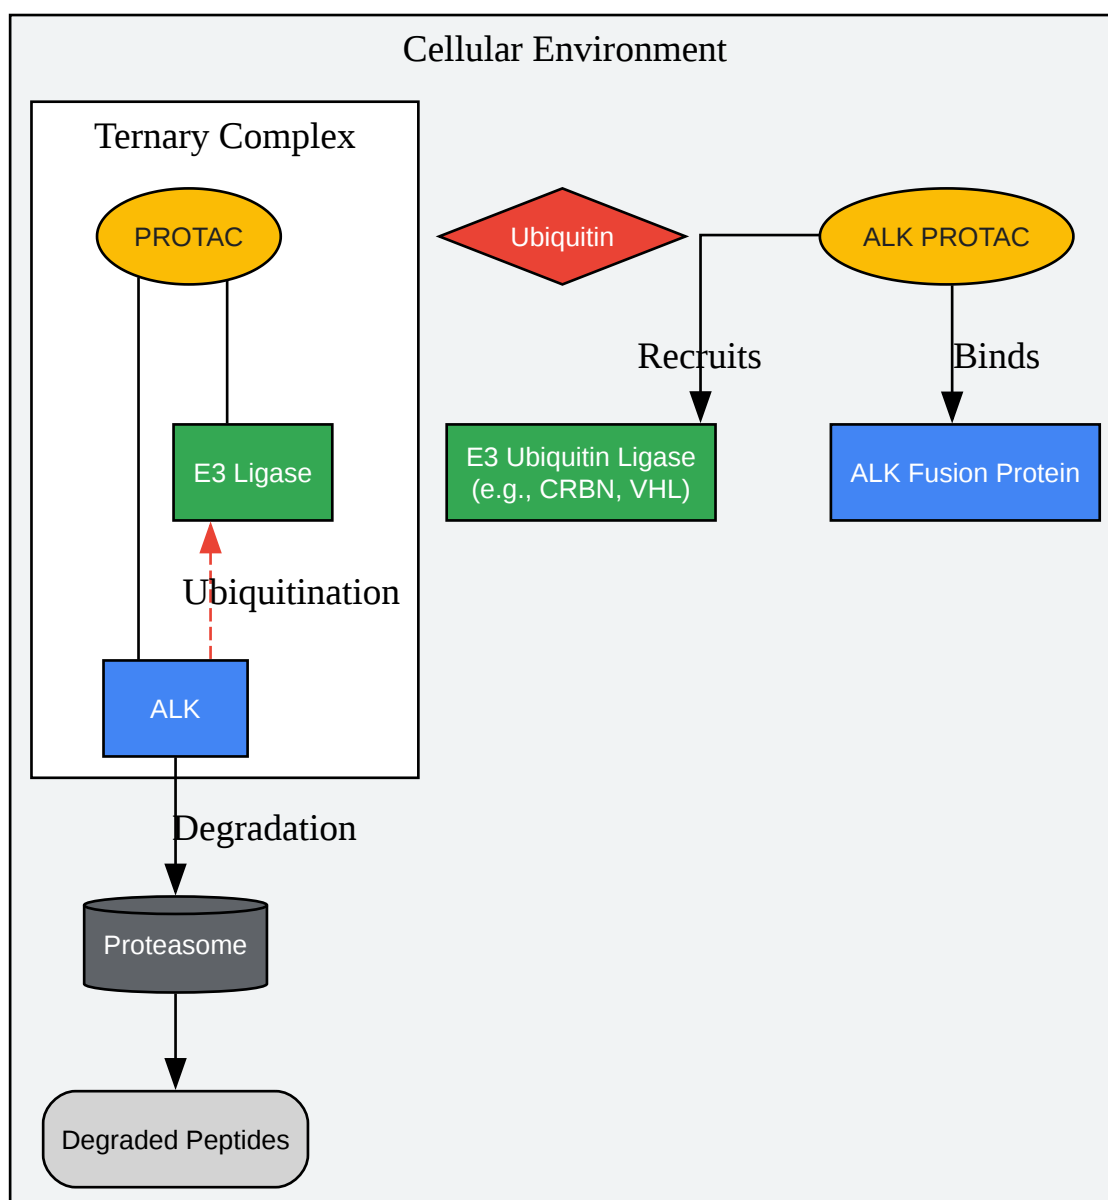 Cellular Environment
Ternary Complex
PROTAC
Ubiquitin
ALK PROTAC
Recruits
Binds
E3 Ligase
E3 Ubiquitin Ligase
(e.g., CRBN, VHL)
ALK Fusion Protein
Ubiquitination
ALK
Degradation
Proteasome
Degraded Peptides